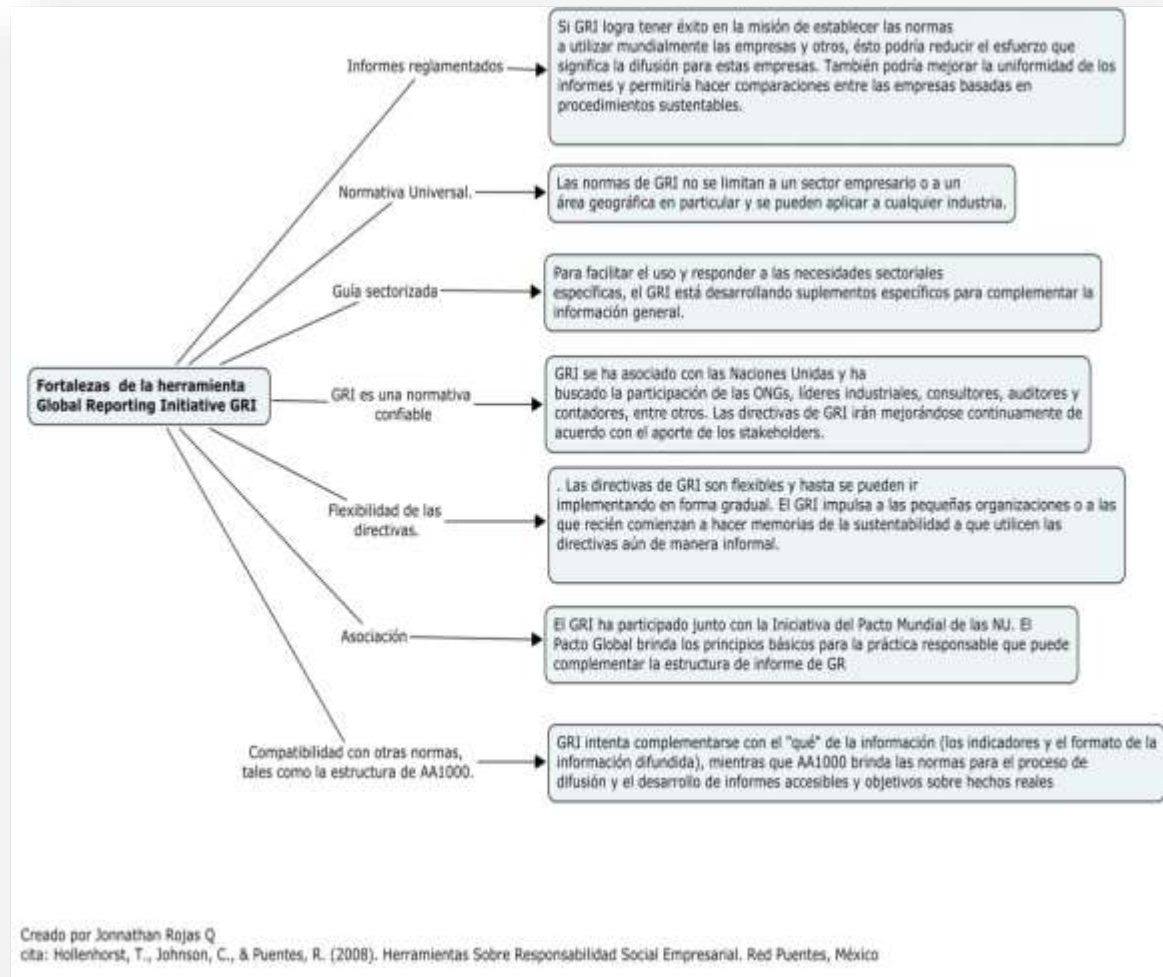 Si GRI logra tener éxito en la misión de establecer las normas
a utilizar mundialmente las empresas y otros, ésto podría reducir el esfuerzo que
significa la difusión para estas empresas. También podría mejorar la uniformidad de los
informes y permitiría hacer comparaciones entre las empresas basadas en
procedimientos sustentables.
Informes reglamentados
Normativa Universal.
Las normas de GRI no se limitan a un sector empresario o a un
área geográfica en particular y se pueden aplicar a cualquier industria.
Guía sectorizada
Para facilitar el uso y responder a las necesidades sectoriales
específicas, el GRI está desarrollando suplementos específicos para complementar la
información general.
Fortalezas de la herramienta
Global Reporting Initiative GRI
GRI es una normativa
confiable
GRI se ha asociado con las Naciones Unidas y ha
buscado la participación de las ONGs, líderes industriales, consultores, auditores y
contadores, entre otros. Las directivas de GRI irán mejorándose continuamente de
acuerdo con el aporte de los stakeholders.
Flexibilidad de las
directivas.
. Las directivas de GRI son flexibles y hasta se pueden ir
implementando en forma gradual. El GRI impulsa a las pequeñas organizaciones o a las
que recién comienzan a hacer memorias de la sustentabilidad a que utilicen las
directivas aún de manera informal.
Asociación
El GRI ha participado junto con la Iniciativa del Pacto Mundial de las NU. El
Pacto Global brinda los principios básicos para la práctica responsable que puede
complementar la estructura de informe de GR
Compatibilidad con otras normas,
tales como la estructura de AA1000.
GRI intenta complementarse con el "qué" de la información (los indicadores y el formato de la
información difundida), mientras que AA1000 brinda las normas para el proceso de
difusión y el desarrollo de informes accesibles y objetivos sobre hechos reales
Creado por Jonnathan Rojas Q
cita: Hollenhorst, T., Johnson, C., & Puentes, R. (2008). Herramientas Sobre Responsabilidad Social Empresarial. Red Puentes, México